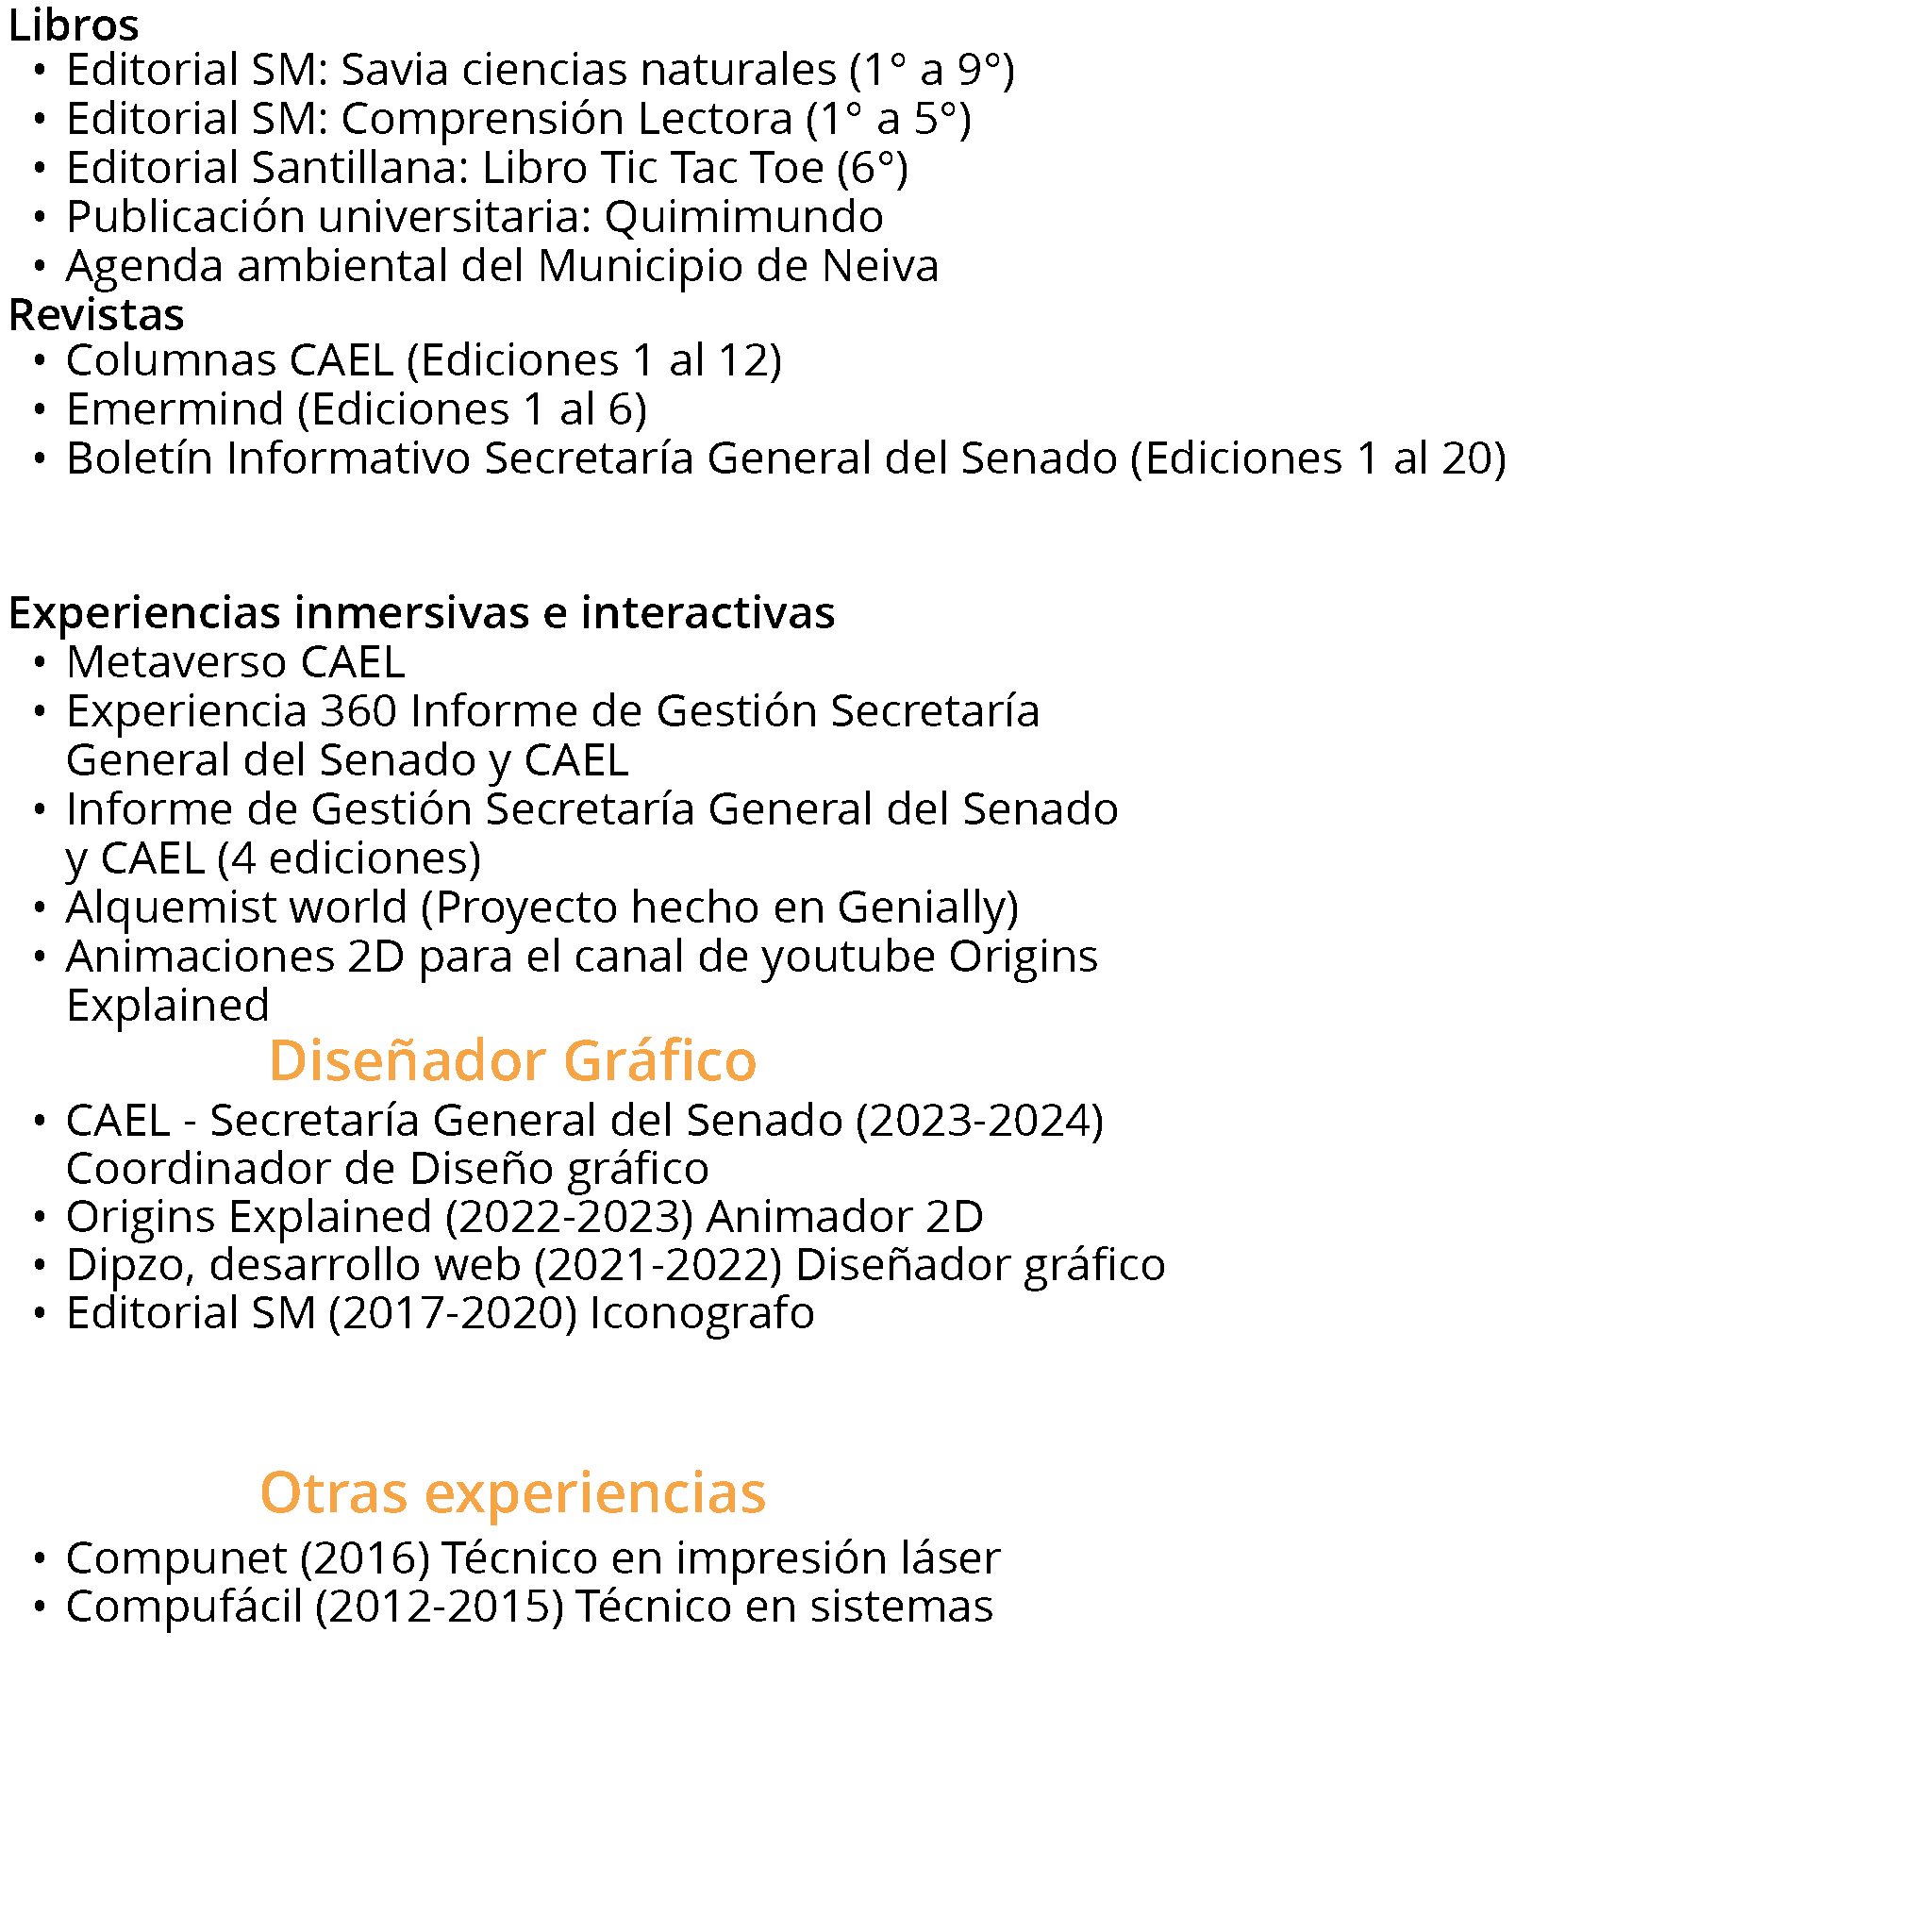 Libros
• Editorial SM: Savia ciencias naturales (1° a 9°)
• Editorial SM: Comprensión Lectora (1° a 5°)
• Editorial Santillana: Libro Tic Tac Toe (6°)
• Publicación universitaria: Quimimundo
• Agenda ambiental del Municipio de Neiva
Revistas
• Columnas CAEL (Ediciones 1 al 12)
• Emermind (Ediciones 1 al 6)
• Boletín Informativo Secretaría General del Senado (Ediciones 1 al 20)
Experiencias inmersivas e interactivas
• Metaverso CAEL
• Experiencia 360 Informe de Gestión Secretaría
General del Senado y CAEL
• Informe de Gestión Secretaría General del Senado
y CAEL (4 ediciones)
• Alquemist world (Proyecto hecho en Genially)
• Animaciones 2D para el canal de youtube Origins
Explained
Diseñador Gráfico
• CAEL - Secretaría General del Senado (2023-2024)
Coordinador de Diseño gráfico
• Origins Explained (2022-2023) Animador 2D
• Dipzo, desarrollo web (2021-2022) Diseñador gráfico
• Editorial SM (2017-2020) Iconografo
Otras experiencias
• Compunet (2016) Técnico en impresión láser
• Compufácil (2012-2015) Técnico en sistemas